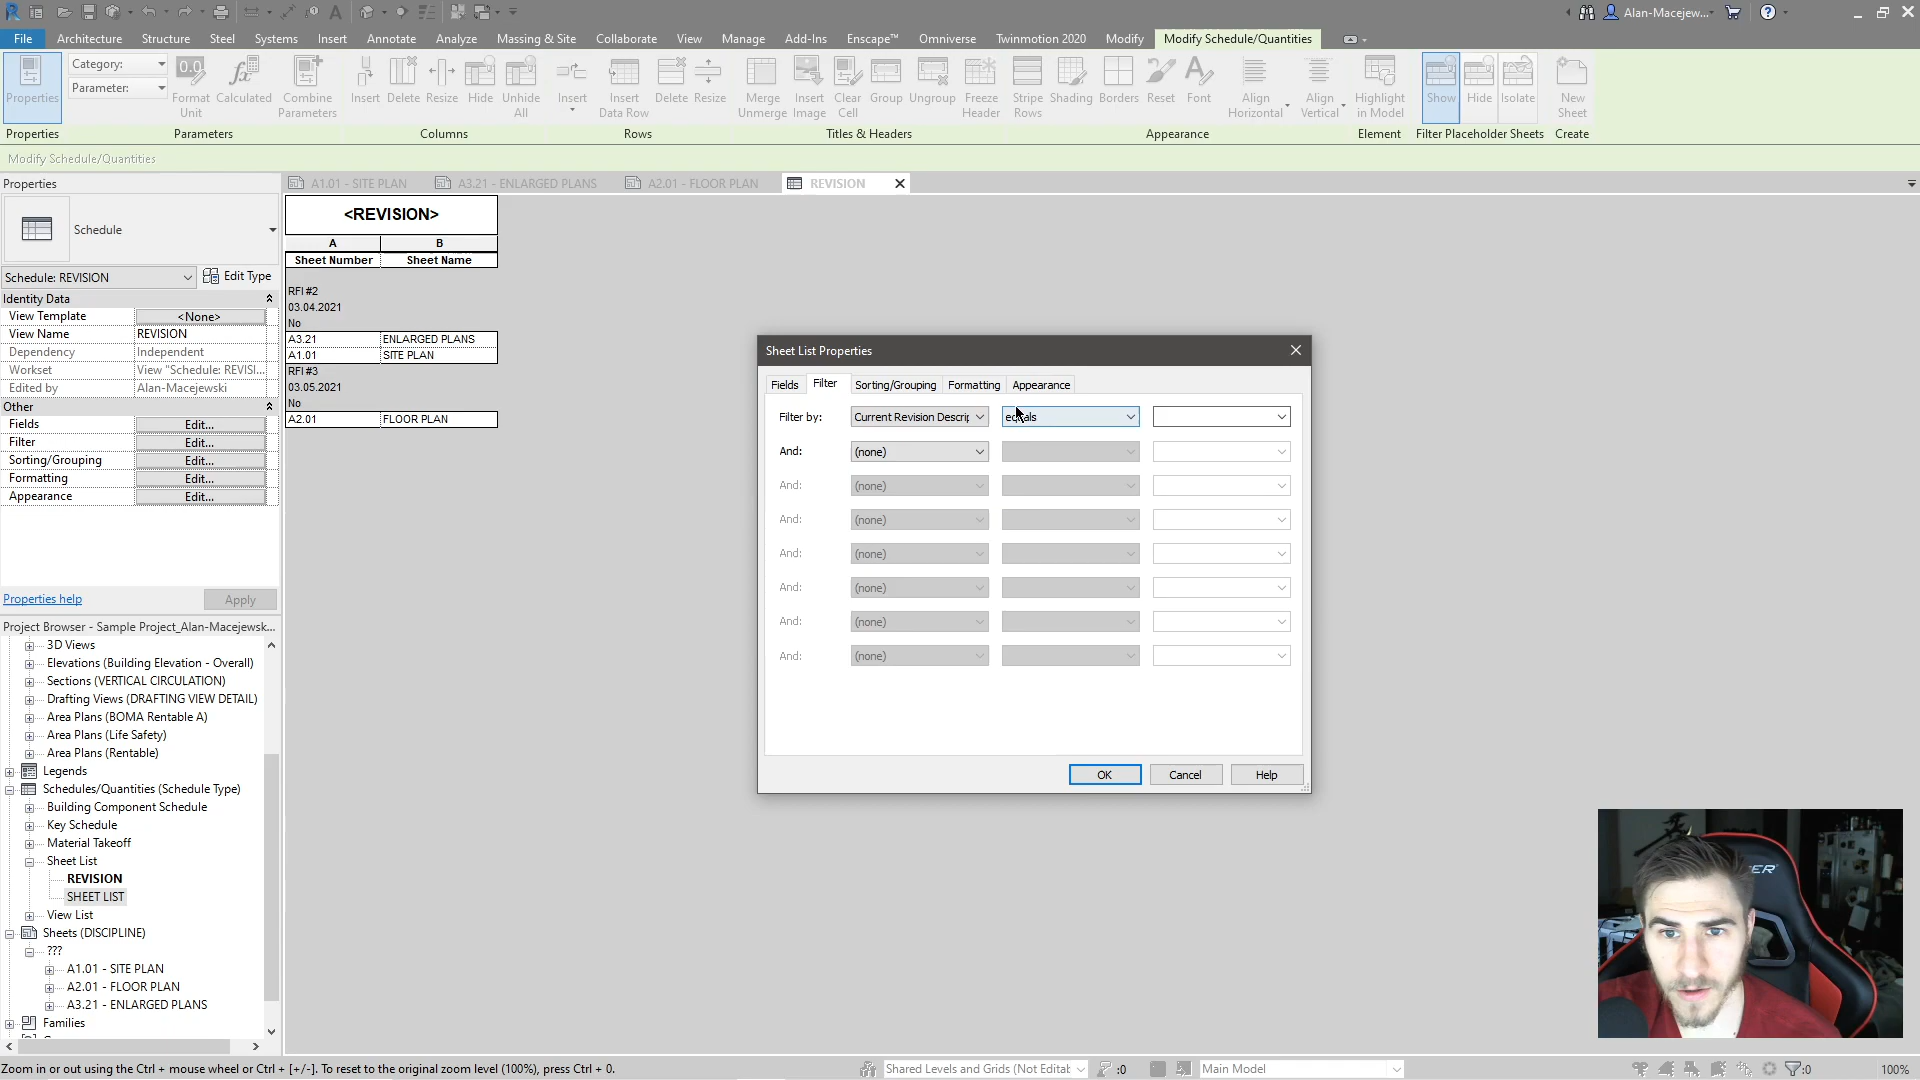 Alan-Macejew...
File Architecture Structure Steel Systems Insert Annotate Analyze Massing & Site Collaborate View Manage Add-Ins Enscape™ Omniverse Twinmotion 2020 Modify Modify Schedule/Quantities
Properties
Category:
Parameter:
Format Unit
Calculated
Combine Parameters
Insert
Delete
Resize
Hide
Unhide All
Insert
Insert Data Row
Delete
Resize
Merge Unmerge
Insert Image
Clear Cell
Group
Ungroup
Freeze Header
Stripe Rows
Shading
Borders
Reset
Font
Align Horizontal
Align Vertical
Highlight in Model
Show
Hide
Isolate
New Sheet
Properties Parameters Columns Rows Titles & Headers Appearance Element Filter Placeholder Sheets Create
Modify Schedule/Quantities
Properties
A1.01 - SITE PLAN
A3.21 - ENLARGED PLANS
A2.01 - FLOOR PLAN
REVISION
Schedule
Schedule: REVISION Edit Type
Identity Data
View Template <None>
View Name REVISION
Dependency Independent
Workset View "Schedule: REVISI...
Edited by Alan-Macejewski
Other
Fields Edit...
Filter Edit...
Sorting/Grouping Edit...
Formatting Edit...
Appearance Edit...
Properties help Apply
<REVISION>
A B
Sheet Number Sheet Name
RFI #2
03.04.2021
No
A3.21 ENLARGED PLANS
A1.01 SITE PLAN
RFI #3
03.05.2021
No
A2.01 FLOOR PLAN
Sheet List Properties
Fields Filter Sorting/Grouping Formatting Appearance
Filter by: Current Revision Descrip
And: (none)
And: (none)
And: (none)
And: (none)
And: (none)
And: (none)
And: (none)
OK Cancel Help
Project Browser - Sample Project_Alan-Macejewsk...
3D Views
Elevations (Building Elevation - Overall)
Sections (VERTICAL CIRCULATION)
Drafting Views (DRAFTING VIEW DETAIL)
Area Plans (BOMA Rentable A)
Area Plans (Life Safety)
Area Plans (Rentable)
Legends
Schedules/Quantities (Schedule Type)
Building Component Schedule
Key Schedule
Material Takeoff
Sheet List
REVISION
SHEET LIST
View List
Sheets (DISCIPLINE)
???
A1.01 - SITE PLAN
A2.01 - FLOOR PLAN
A3.21 - ENLARGED PLANS
Families
Zoom in or out using the Ctrl + mouse wheel or Ctrl + [+/-]. To reset to the original zoom level (100%), press Ctrl + 0.
Shared Levels and Grids (Not Editab
:0
Main Model
:0
100%